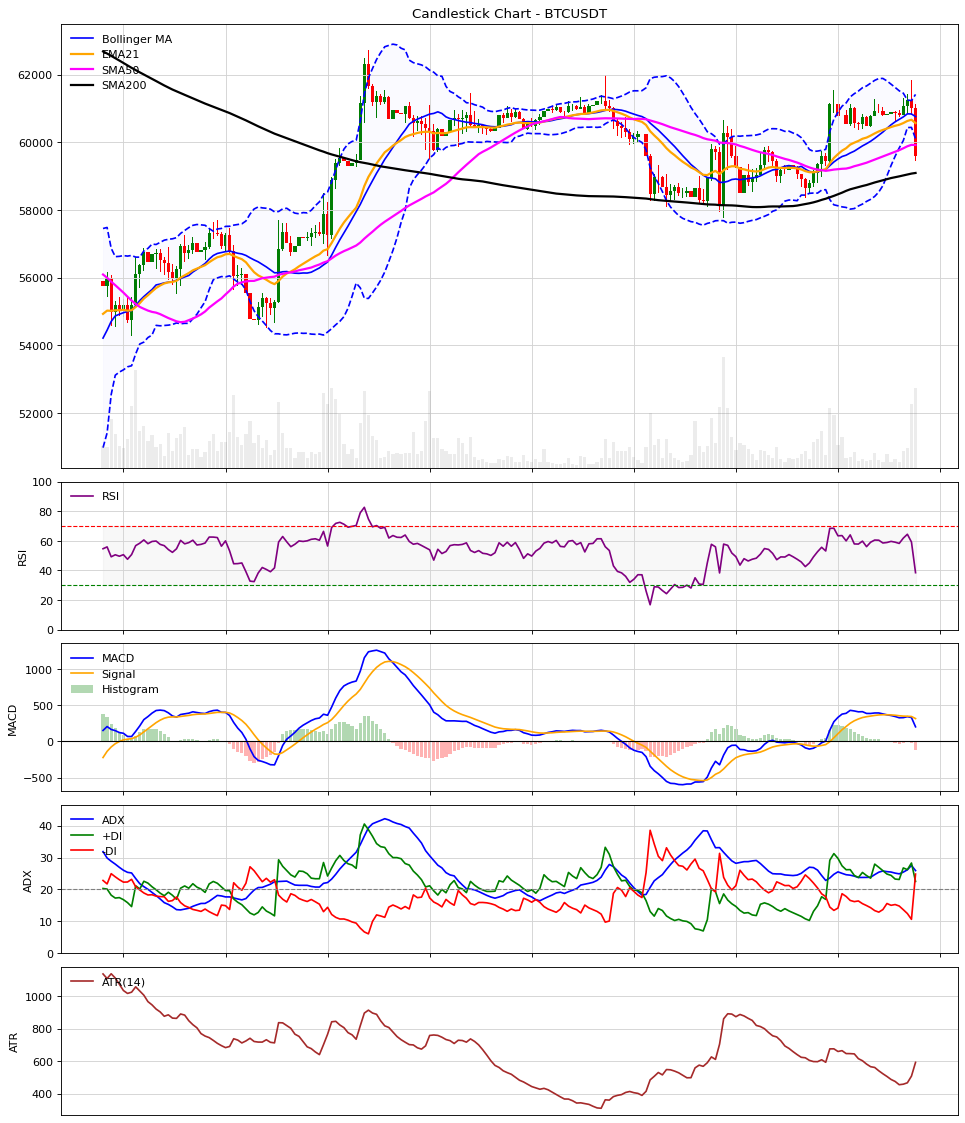 Candlestick Chart - BTCUSDT
Bollinger MA
EMA21
SMA50
SMA200
62000
60000
58000
56000
54000
52000
RSI
100
80
60
40
20
0
RSI
MACD
Signal
Histogram
1000
500
0
−500
MACD
ADX
+DI
-DI
40
30
20
10
0
ADX
ATR(14)
1000
800
600
400
ATR